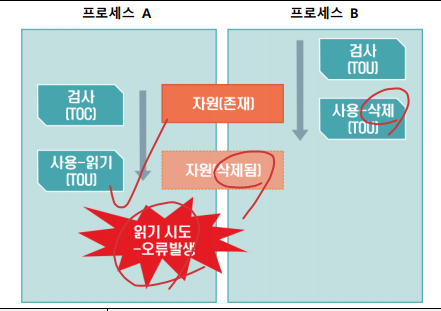 프로세스 A
프로세스 B
검사
(TOC)
사용-읽기
(TOU)
자원(존재)
자원(삭제됨)
읽기 시도
-오류발생
검사
(TOU)
사용-삭제
(TOU)